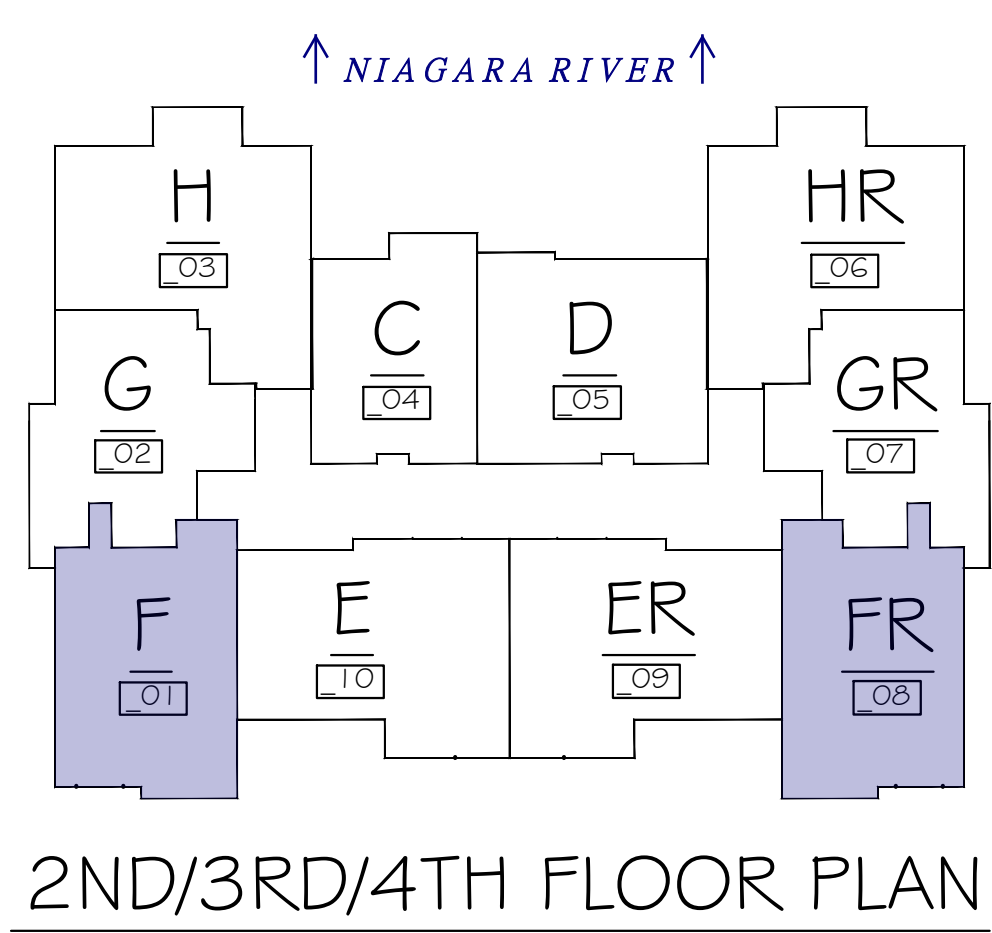 ↑ NIAGARA RIVER ↑
H
_03
HR
_06
C
_04
D
_05
G
_02
GR
_07
F
_01
E
_10
ER
_09
FR
_08
2ND/3RD/4TH FLOOR PLAN